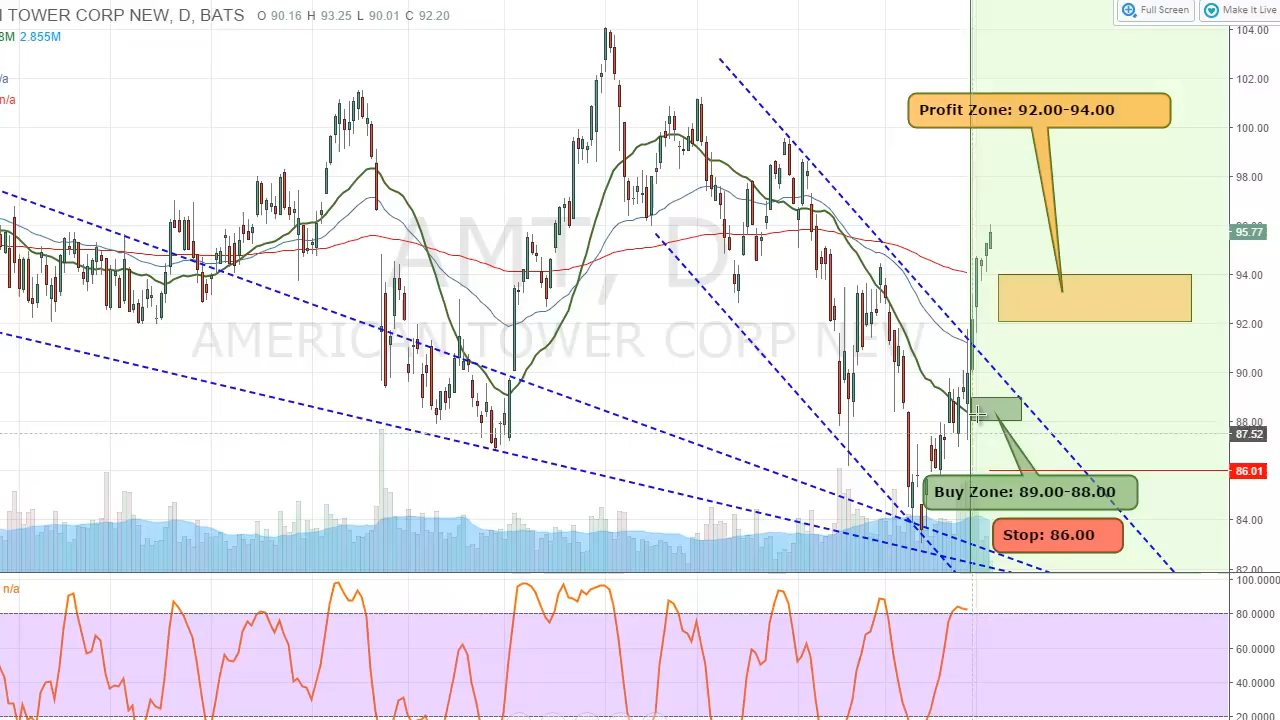 TOWER CORP NEW, D, BATS O 90.16 H 93.25 L 90.01 C 92.20
8M 2.855M
/a
n/a
Full Screen
Make It Live
AMT, D
AMERICAN TOWER CORP NEW
Profit Zone: 92.00-94.00
Buy Zone: 89.00-88.00
Stop: 86.00
104.00
102.00
100.00
98.00
96.00
95.77
94.00
92.00
90.00
88.00
87.52
86.01
84.00
82.00
n/a
100.0000
80.0000
60.0000
40.0000
20.0000